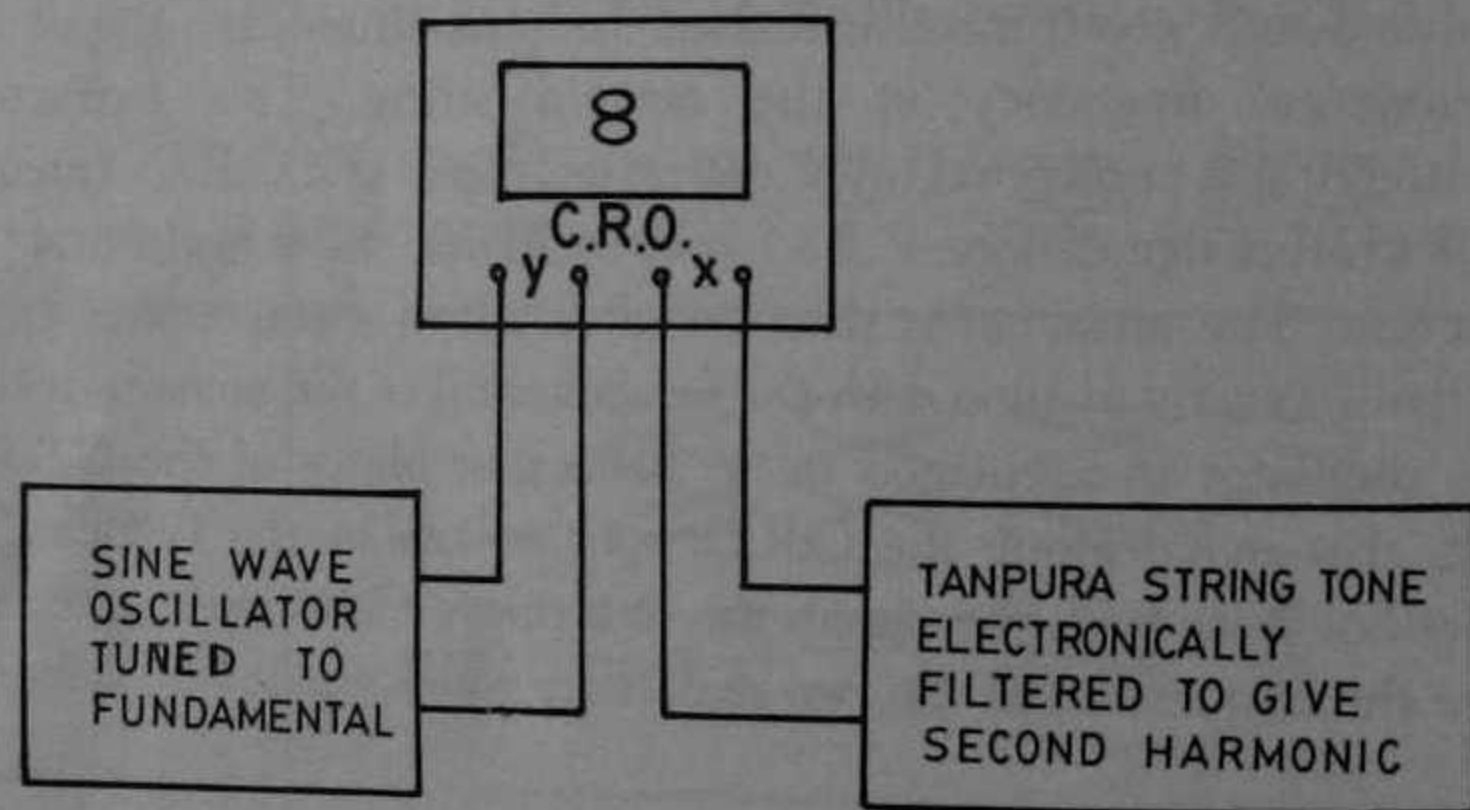 8
C.R.O.
y x
SINE WAVE
OSCILLATOR
TUNED TO
FUNDAMENTAL
TANPURA STRING TONE
ELECTRONICALLY
FILTERED TO GIVE
SECOND HARMONIC